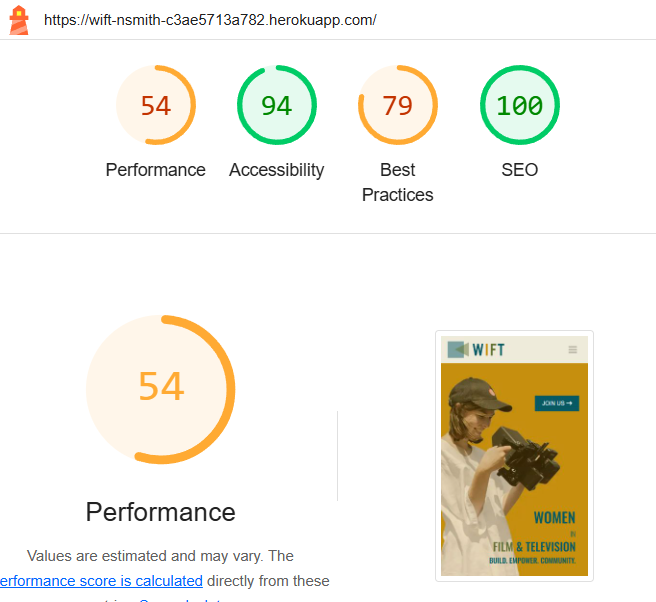 https://wift-nsmith-c3ae5713a782.herokuapp.com/
54
94
79
100
Performance
Accessibility
Best
Practices
SEO
54
WIFT
JOIN US →
WOMEN
IN
FILM & TELEVISION
BUILD. EMPOWER. COMMUNITY.
Performance
Values are estimated and may vary. The
erformance score is calculated directly from these